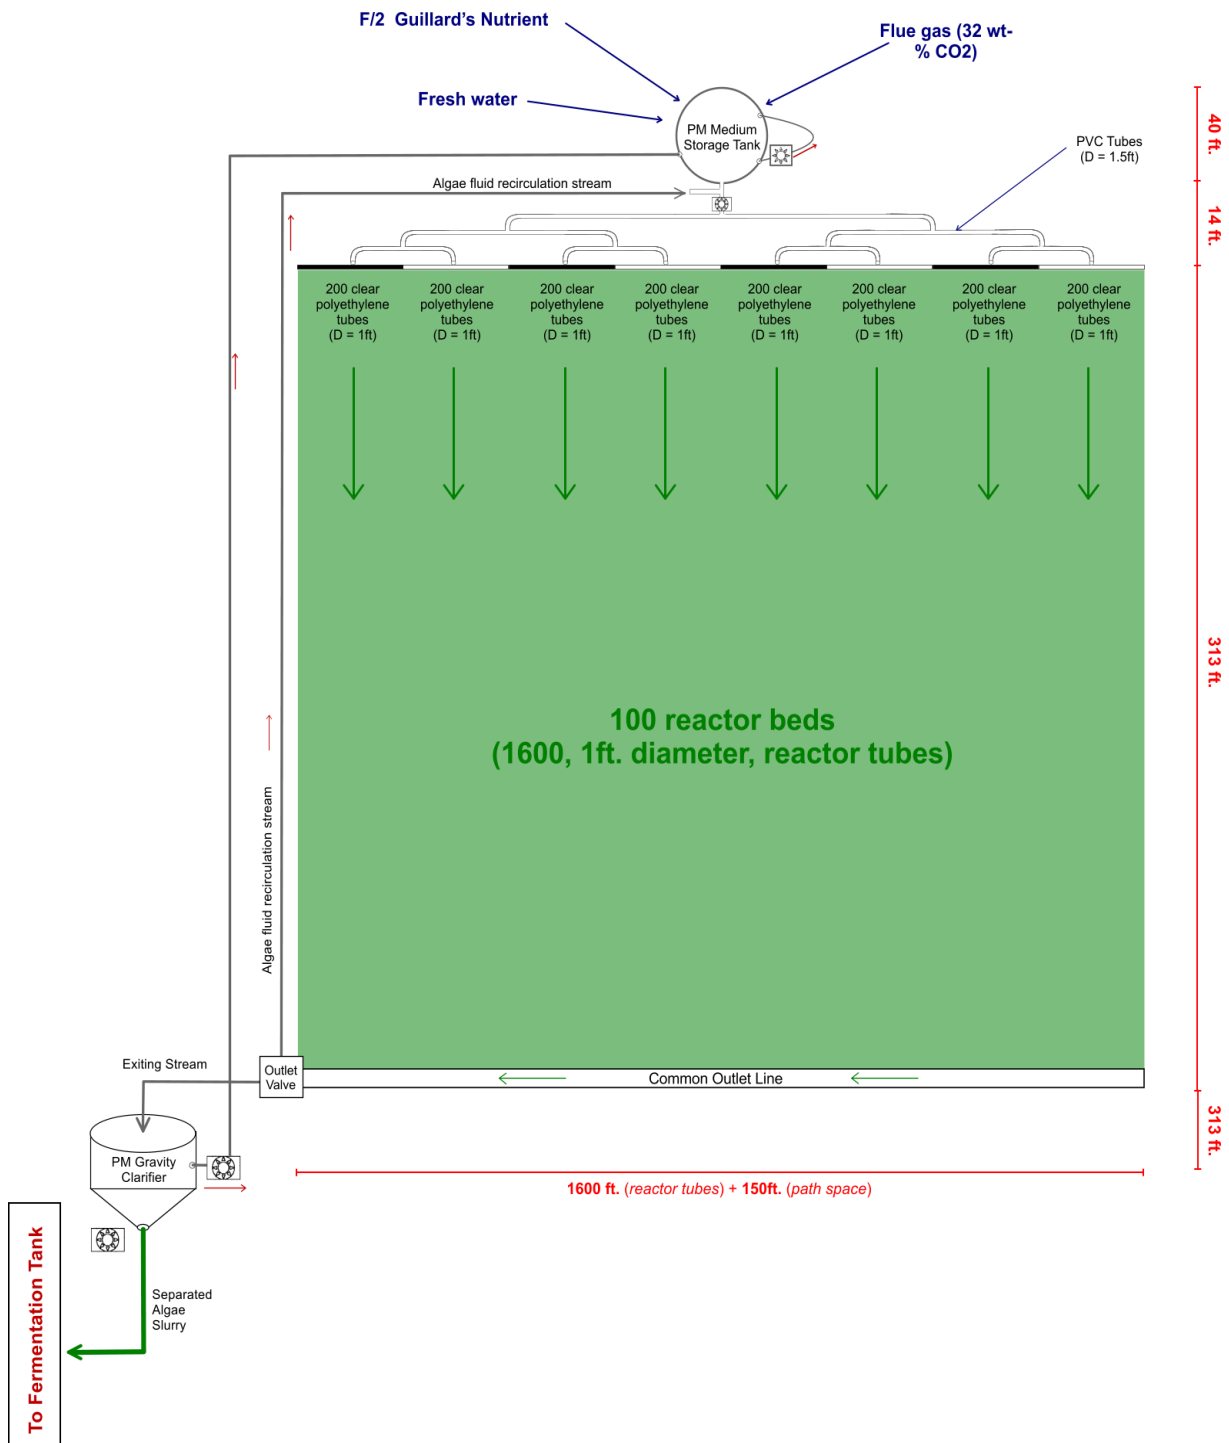 F/2  Guillard's Nutrient
Flue gas (32 wt-
% CO2)
Fresh water
PM Medium
Storage Tank
PVC Tubes
(D = 1.5ft)
40 ft.
Algae fluid recirculation stream
14 ft.
200 clear
polyethylene
tubes
(D = 1ft)
200 clear
polyethylene
tubes
(D = 1ft)
200 clear
polyethylene
tubes
(D = 1ft)
200 clear
polyethylene
tubes
(D = 1ft)
200 clear
polyethylene
tubes
(D = 1ft)
200 clear
polyethylene
tubes
(D = 1ft)
200 clear
polyethylene
tubes
(D = 1ft)
200 clear
polyethylene
tubes
(D = 1ft)
313 ft.
100 reactor beds
(1600, 1ft. diameter, reactor tubes)
Algae fluid recirculation stream
Exiting Stream
Outlet
Valve
Common Outlet Line
313 ft.
PM Gravity
Clarifier
1600 ft. (reactor tubes) + 150ft. (path space)
Separated
Algae
Slurry
To Fermentation Tank